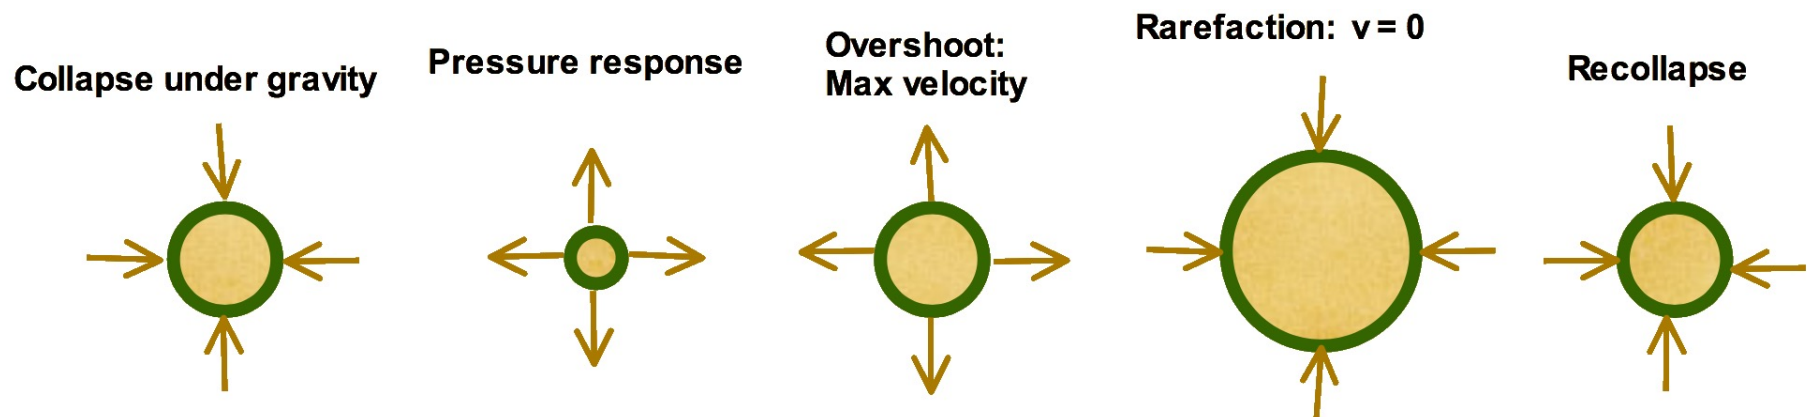 Collapse under gravity
Pressure response
Overshoot:
Max velocity
Rarefaction: v = 0
Recollapse